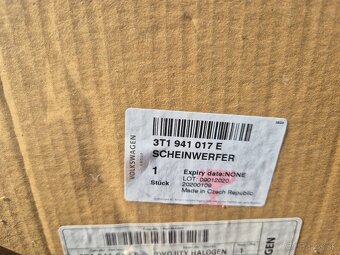 VOLKSWAGEN
3T1 941 017 E
SCHEINWERFER
1
Stück
Expiry date:NONE
LOT: 09012020
20200109
Made in Czech Republic
HALOGEN